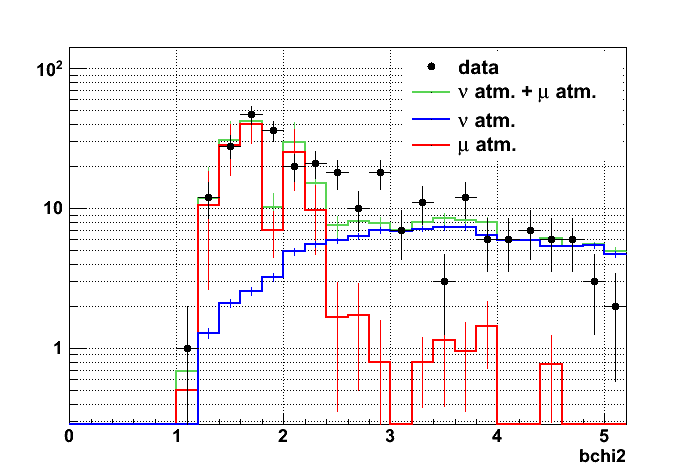 10²
10
1
data
ν atm. + μ atm.
ν atm.
μ atm.
0 1 2 3 4 5
bchi2